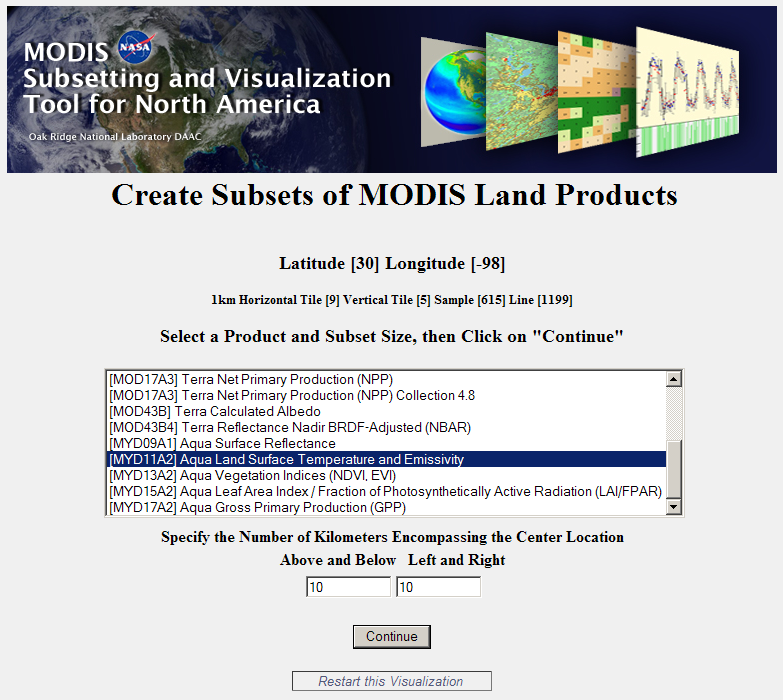 MODIS NASA
Subsetting and Visualization
Tool for North America
Oak Ridge National Laboratory DAAC
Create Subsets of MODIS Land Products
Latitude [30] Longitude [-98]
1km Horizontal Tile [9] Vertical Tile [5] Sample [615] Line [1199]
Select a Product and Subset Size, then Click on "Continue"
[MOD17A3] Terra Net Primary Production (NPP)
[MOD17A3] Terra Net Primary Production (NPP) Collection 4.8
[MOD43B] Terra Calculated Albedo
[MOD43B4] Terra Reflectance Nadir BRDF-Adjusted (NBAR)
[MYD09A1] Aqua Surface Reflectance
[MYD11A2] Aqua Land Surface Temperature and Emissivity
[MYD13A2] Aqua Vegetation Indices (NDVI, EVI)
[MYD15A2] Aqua Leaf Area Index / Fraction of Photosynthetically Active Radiation (LAI/FPAR)
[MYD17A2] Aqua Gross Primary Production (GPP)
Specify the Number of Kilometers Encompassing the Center Location
Above and Below Left and Right
10 10
Continue
Restart this Visualization